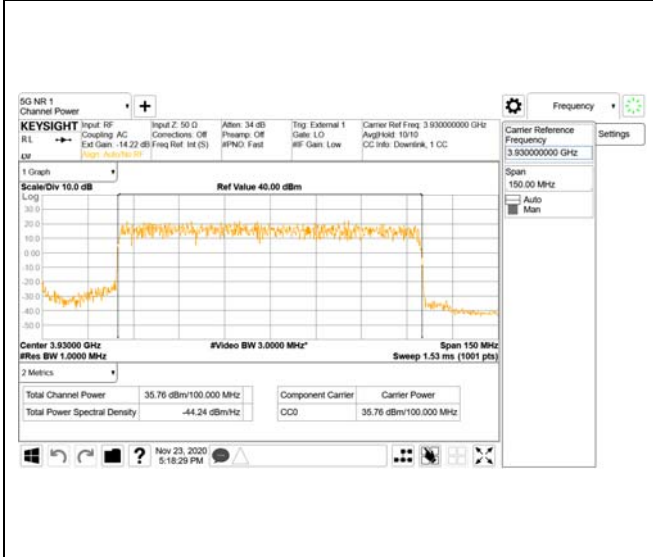 5G NR 1
Channel Power
+
Frequency
KEYSIGHT
RL
Input: RF
Coupling: AC
Ext Gain: -14.22 dB
Align: Auto/No RF
Input Z: 50 Ω
Corrections: Off
Freq Ref: Int (S)
Atten: 34 dB
Preamp: Off
#PNO: Fast
Trig: External 1
Gate: LO
#IF Gain: Low
Carrier Ref Freq: 3.930000000 GHz
Avg|Hold: 10/10
CC Info: Downlink, 1 CC
Carrier Reference
Frequency
3.930000000 GHz
Settings
Span
150.00 MHz
Auto
Man
1 Graph
Scale/Div 10.0 dB
Ref Value 40.00 dBm
Log
30.0
20.0
10.0
0.00
-10.0
-20.0
-30.0
-40.0
-50.0
Center 3.93000 GHz
#Video BW 3.0000 MHz*
Span 150 MHz
#Res BW 1.0000 MHz
Sweep 1.53 ms (1001 pts)
2 Metrics
Total Channel Power 35.76 dBm/100.000 MHz
Total Power Spectral Density -44.24 dBm/Hz
Component Carrier Carrier Power
CC0 35.76 dBm/100.000 MHz
?
Nov 23, 2020
5:18:29 PM